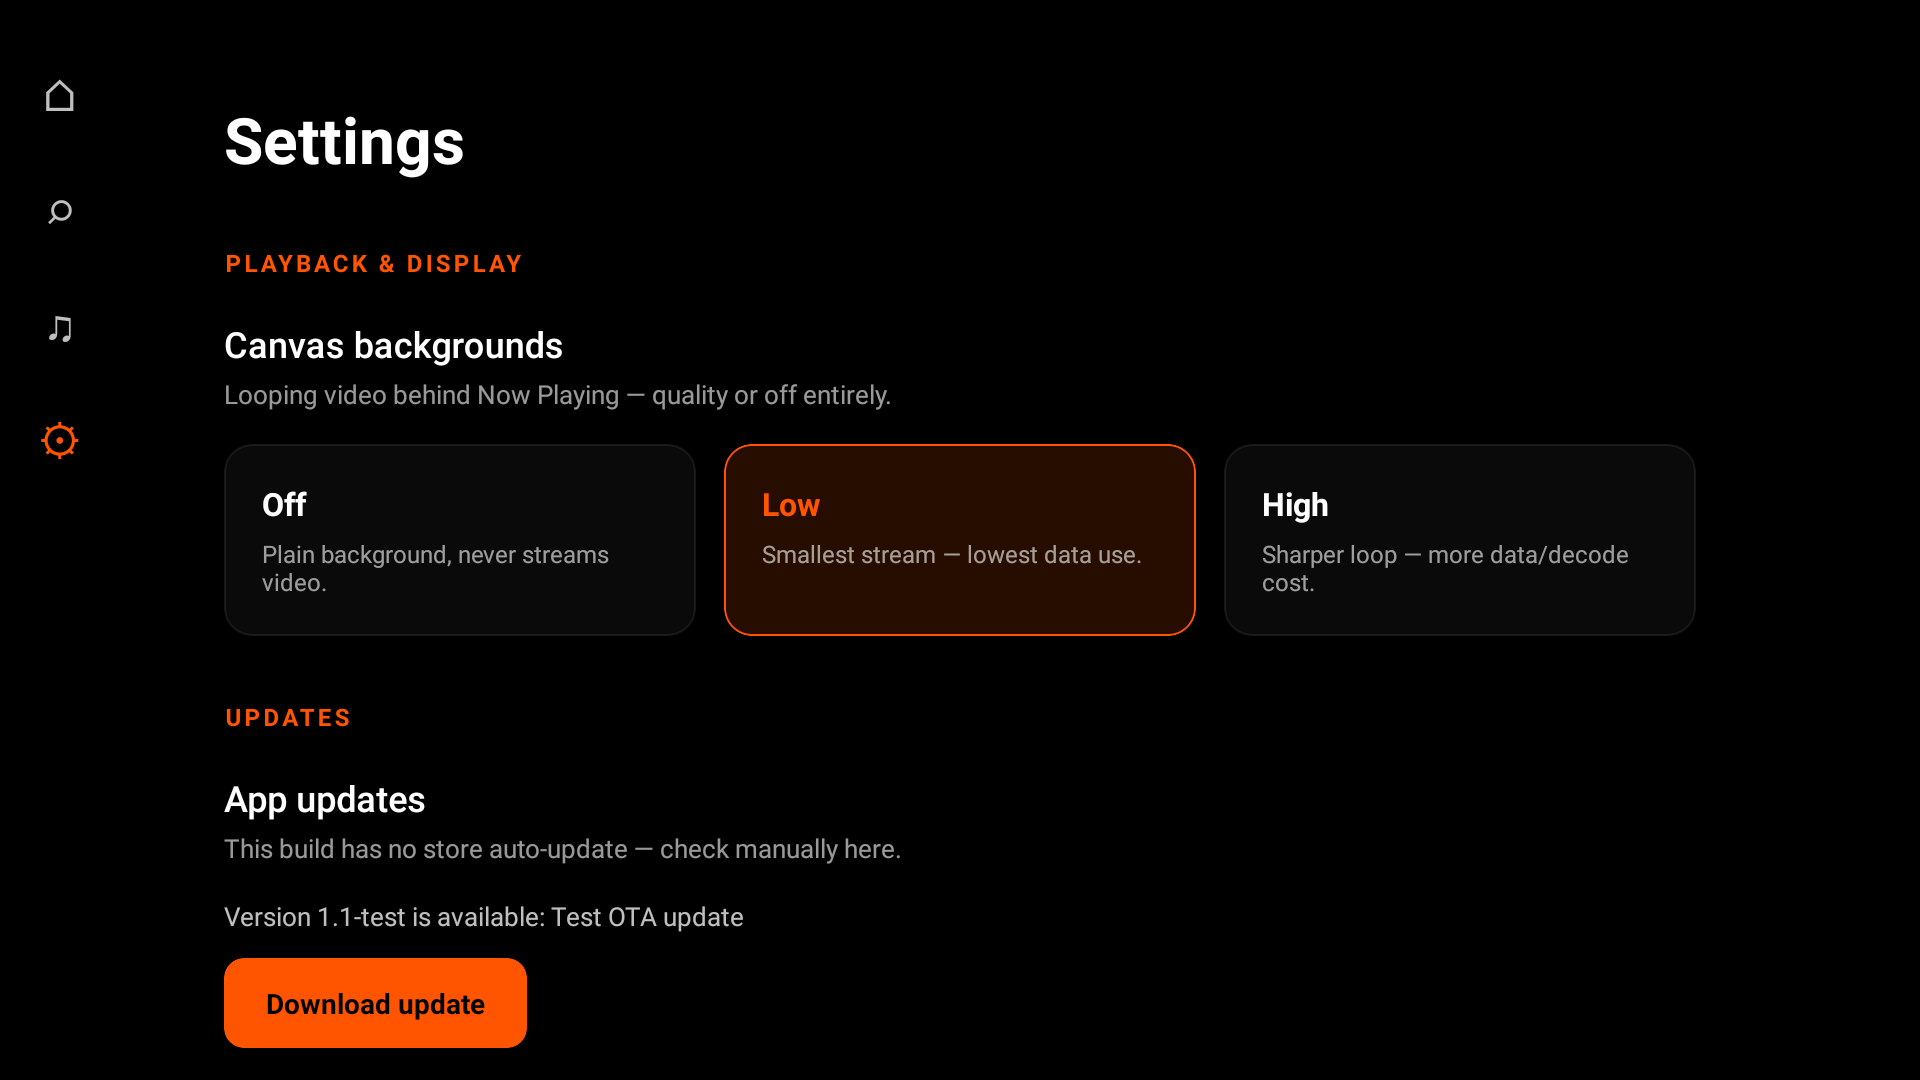 Settings
PLAYBACK & DISPLAY
Canvas backgrounds
Looping video behind Now Playing — quality or off entirely.
Off
Plain background, never streams
video.
Low
Smallest stream — lowest data use.
High
Sharper loop — more data/decode
cost.
UPDATES
App updates
This build has no store auto-update — check manually here.
Version 1.1-test is available: Test OTA update
Download update